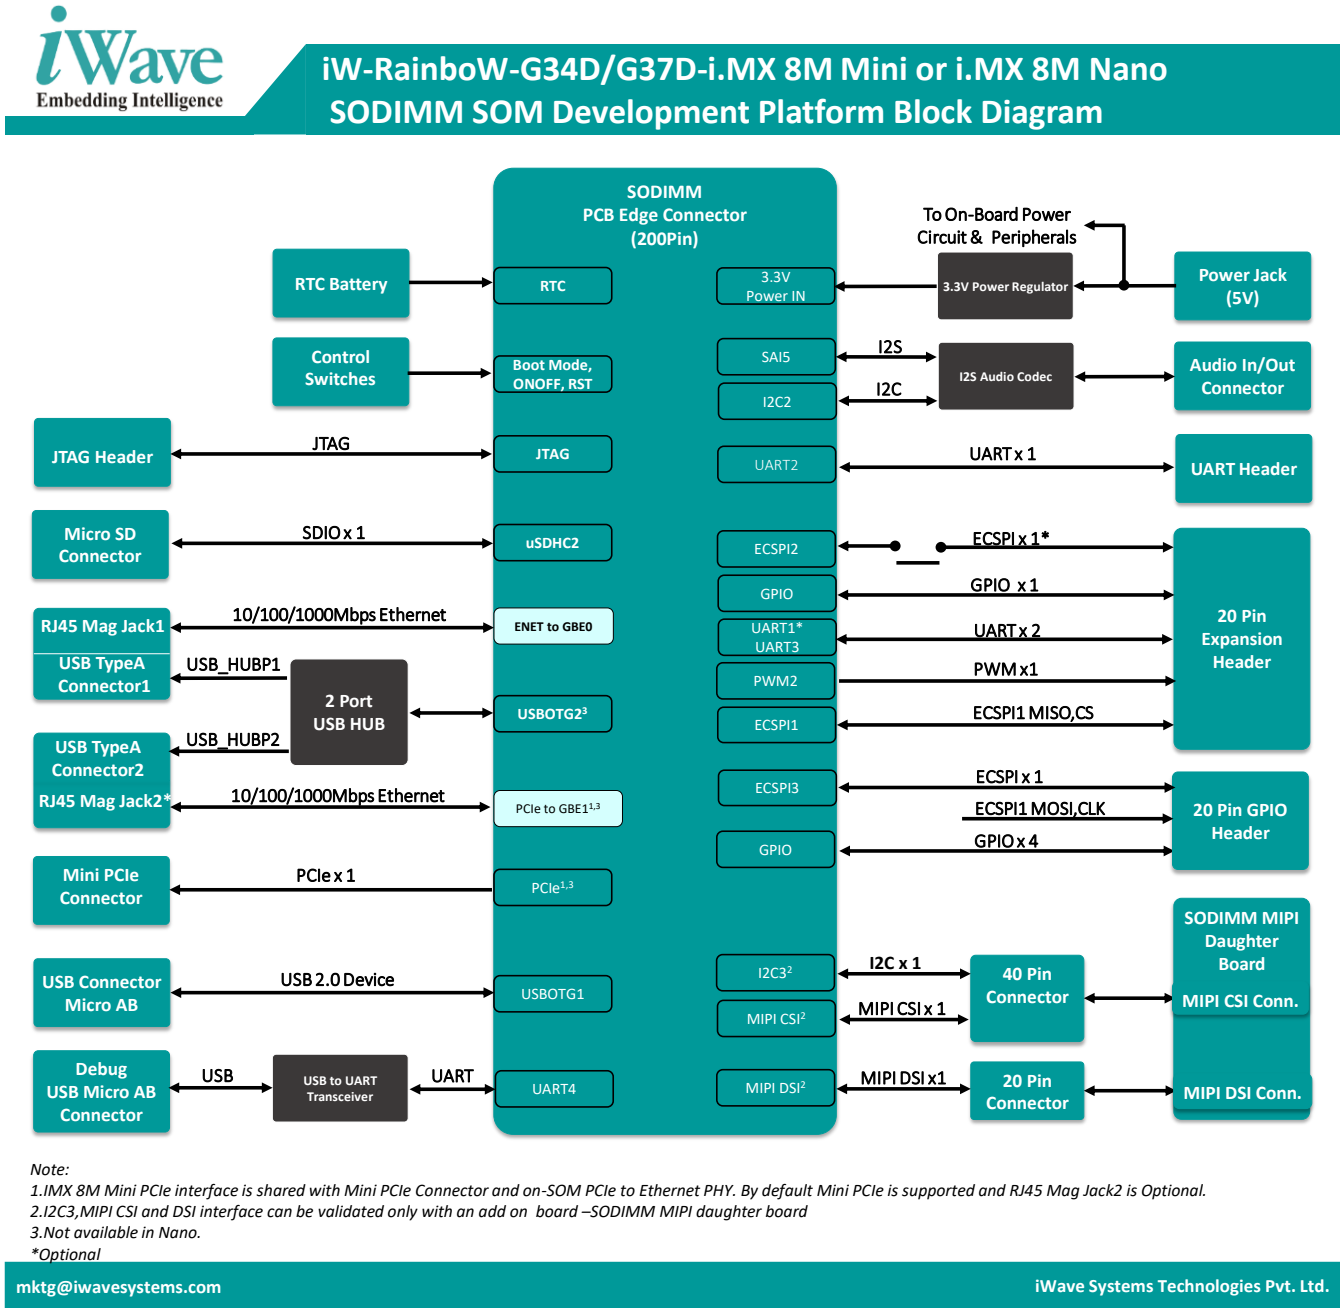 iWave
Embedding Intelligence
iW-RainboW-G34D/G37D-i.MX 8M Mini or i.MX 8M Nano
SODIMM SOM Development Platform Block Diagram
SODIMM
PCB Edge Connector
(200Pin)
RTC Battery
RTC
Control
Switches
Boot Mode,
ONOFF, RST
JTAG Header
JTAG
JTAG
Micro SD
Connector
SDIO x 1
uSDHC2
RJ45 Mag Jack1
10/100/1000Mbps Ethernet
ENET to GBE0
USB TypeA
Connector1
USB_HUBP1
2 Port
USB HUB
USBOTG2³
USB TypeA
Connector2
USB_HUBP2
RJ45 Mag Jack2*
10/100/1000Mbps Ethernet
PCIe to GBE1¹,³
Mini PCIe
Connector
PCIe x 1
PCIe¹,³
USB Connector
Micro AB
USB 2.0 Device
USBOTG1
Debug
USB Micro AB
Connector
USB
USB to UART
Transceiver
UART
UART4
3.3V
Power IN
3.3V Power Regulator
To On-Board Power
Circuit & Peripherals
Power Jack
(5V)
SAI5
I2S
I2C2
I2C
I2S Audio Codec
Audio In/Out
Connector
UART2
UART x 1
UART Header
ECSPI2
ECSPI x 1*
GPIO
GPIO x 1
UART1*
UART3
UART x 2
PWM2
PWM x1
ECSPI1
ECSPI1 MISO,CS
20 Pin
Expansion
Header
ECSPI3
ECSPI x 1
ECSPI1 MOSI,CLK
GPIO
GPIO x 4
20 Pin GPIO
Header
I2C3²
I2C x 1
MIPI CSI²
MIPI CSI x 1
40 Pin
Connector
SODIMM MIPI
Daughter
Board
MIPI CSI Conn.
MIPI DSI²
MIPI DSI x1
20 Pin
Connector
MIPI DSI Conn.
Note:
1.IMX 8M Mini PCIe interface is shared with Mini PCIe Connector and on-SOM PCIe to Ethernet PHY. By default Mini PCIe is supported and RJ45 Mag Jack2 is Optional.
2.I2C3,MIPI CSI and DSI interface can be validated only with an add on board –SODIMM MIPI daughter board
3.Not available in Nano.
*Optional
mktg@iwavesystems.com
iWave Systems Technologies Pvt. Ltd.